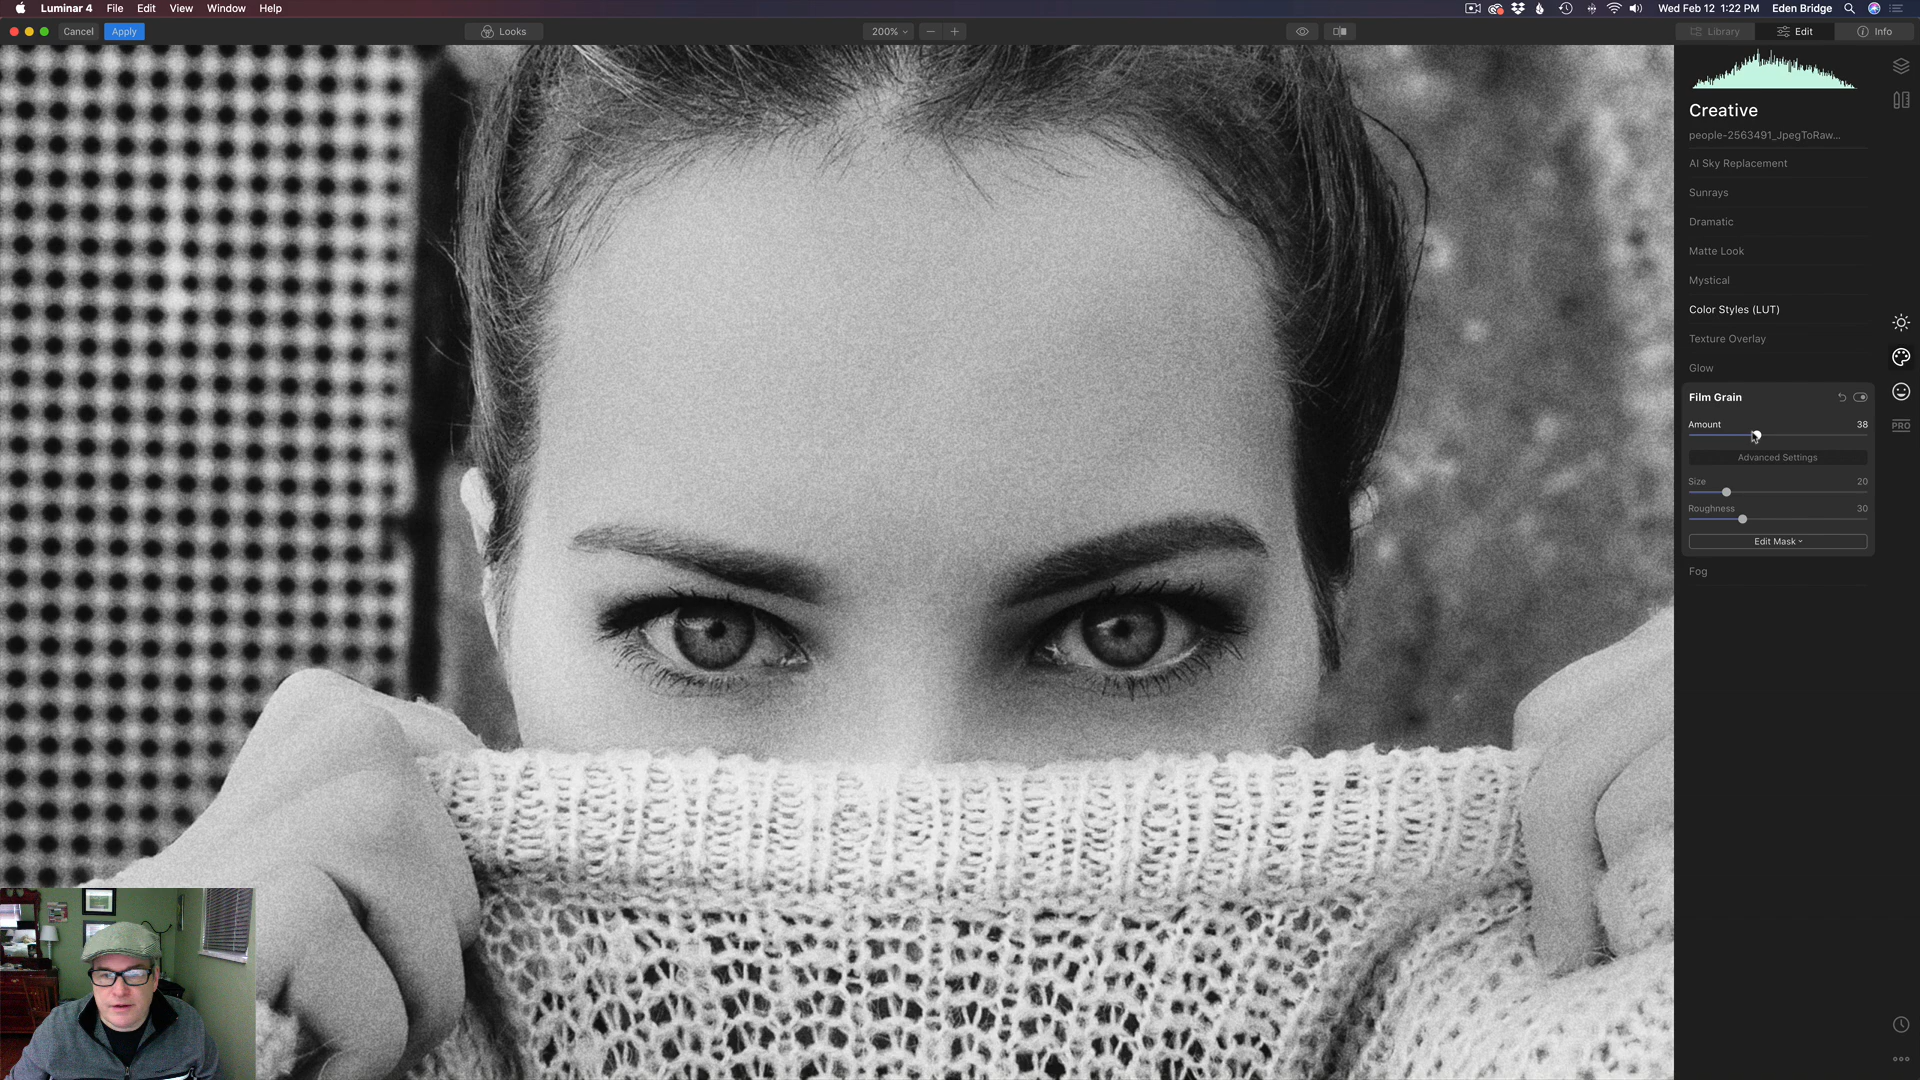 Luminar 4 File Edit View Window Help Wed Feb 12 1:22 PM Eden Bridge
Cancel Apply Looks 200% Library Edit Info
Creative
people-2563491_JpegToRaw...
AI Sky Replacement
Sunrays
Dramatic
Matte Look
Mystical
Color Styles (LUT)
Texture Overlay
Glow
Film Grain
Amount 38
Advanced Settings
Size 20
Roughness 30
Edit Mask
Fog
PRO